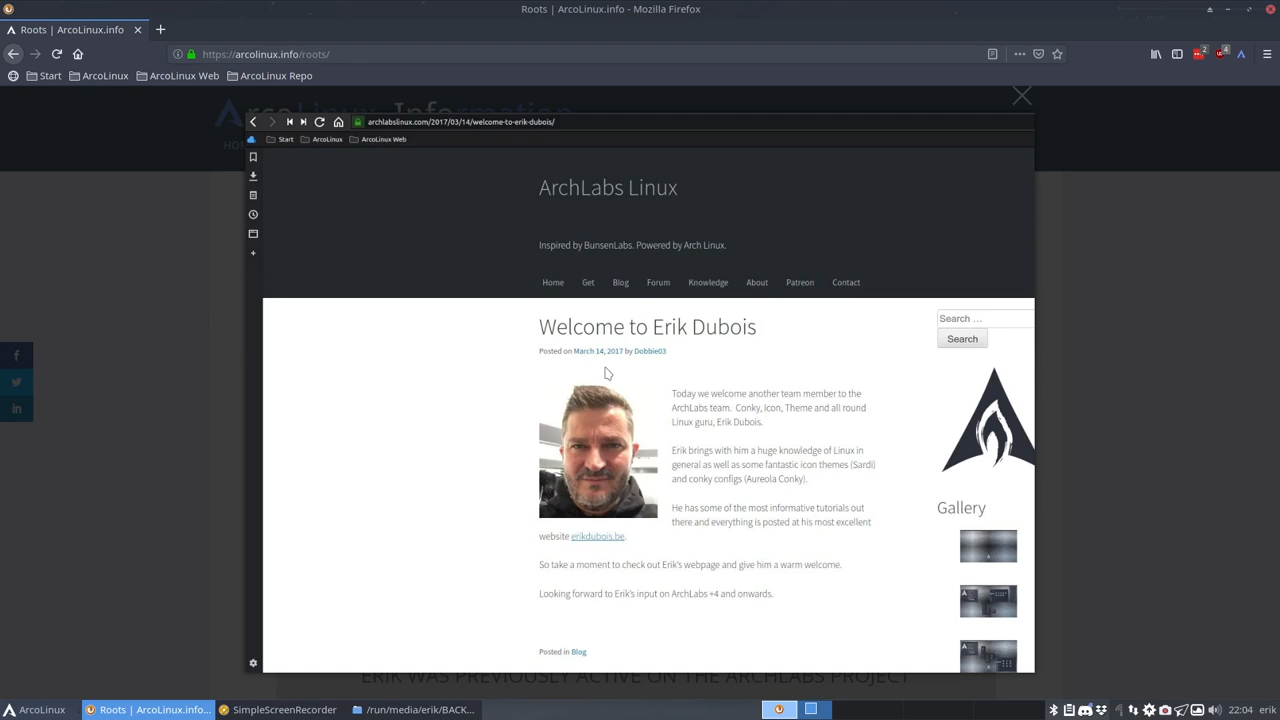 Roots | ArcoLinux.info - Mozilla Firefox
Roots | ArcoLinux.info
https://arcolinux.info/roots/
2
4
Start
ArcoLinux
ArcoLinux Web
ArcoLinux Repo
ArcoLinux Information
archlabslinux.com/2017/03/14/welcome-to-erik-dubois/
Start
ArcoLinux
ArcoLinux Web
ArchLabs Linux
Inspired by BunsenLabs. Powered by Arch Linux.
Home
Get
Blog
Forum
Knowledge
About
Patreon
Contact
Welcome to Erik Dubois
Posted on March 14, 2017 by Dobbie03
Today we welcome another team member to the
ArchLabs team. Conky, Icon, Theme and all round
Linux guru, Erik Dubois.
Erik brings with him a huge knowledge of Linux in
general as well as some fantastic icon themes (Sardi)
and conky configs (Aureola Conky).
He has some of the most informative tutorials out
there and everything is posted at his most excellent
website erikdubois.be.
So take a moment to check out Erik's webpage and give him a warm welcome.
Looking forward to Erik's input on ArchLabs +4 and onwards.
Posted in Blog
Search …
Search
Gallery
ERIK WAS PREVIOUSLY ACTIVE ON THE ARCHLABS PROJECT
ArcoLinux
Roots | ArcoLinux.info...
SimpleScreenRecorder
/run/media/erik/BACK...
22:04
erik